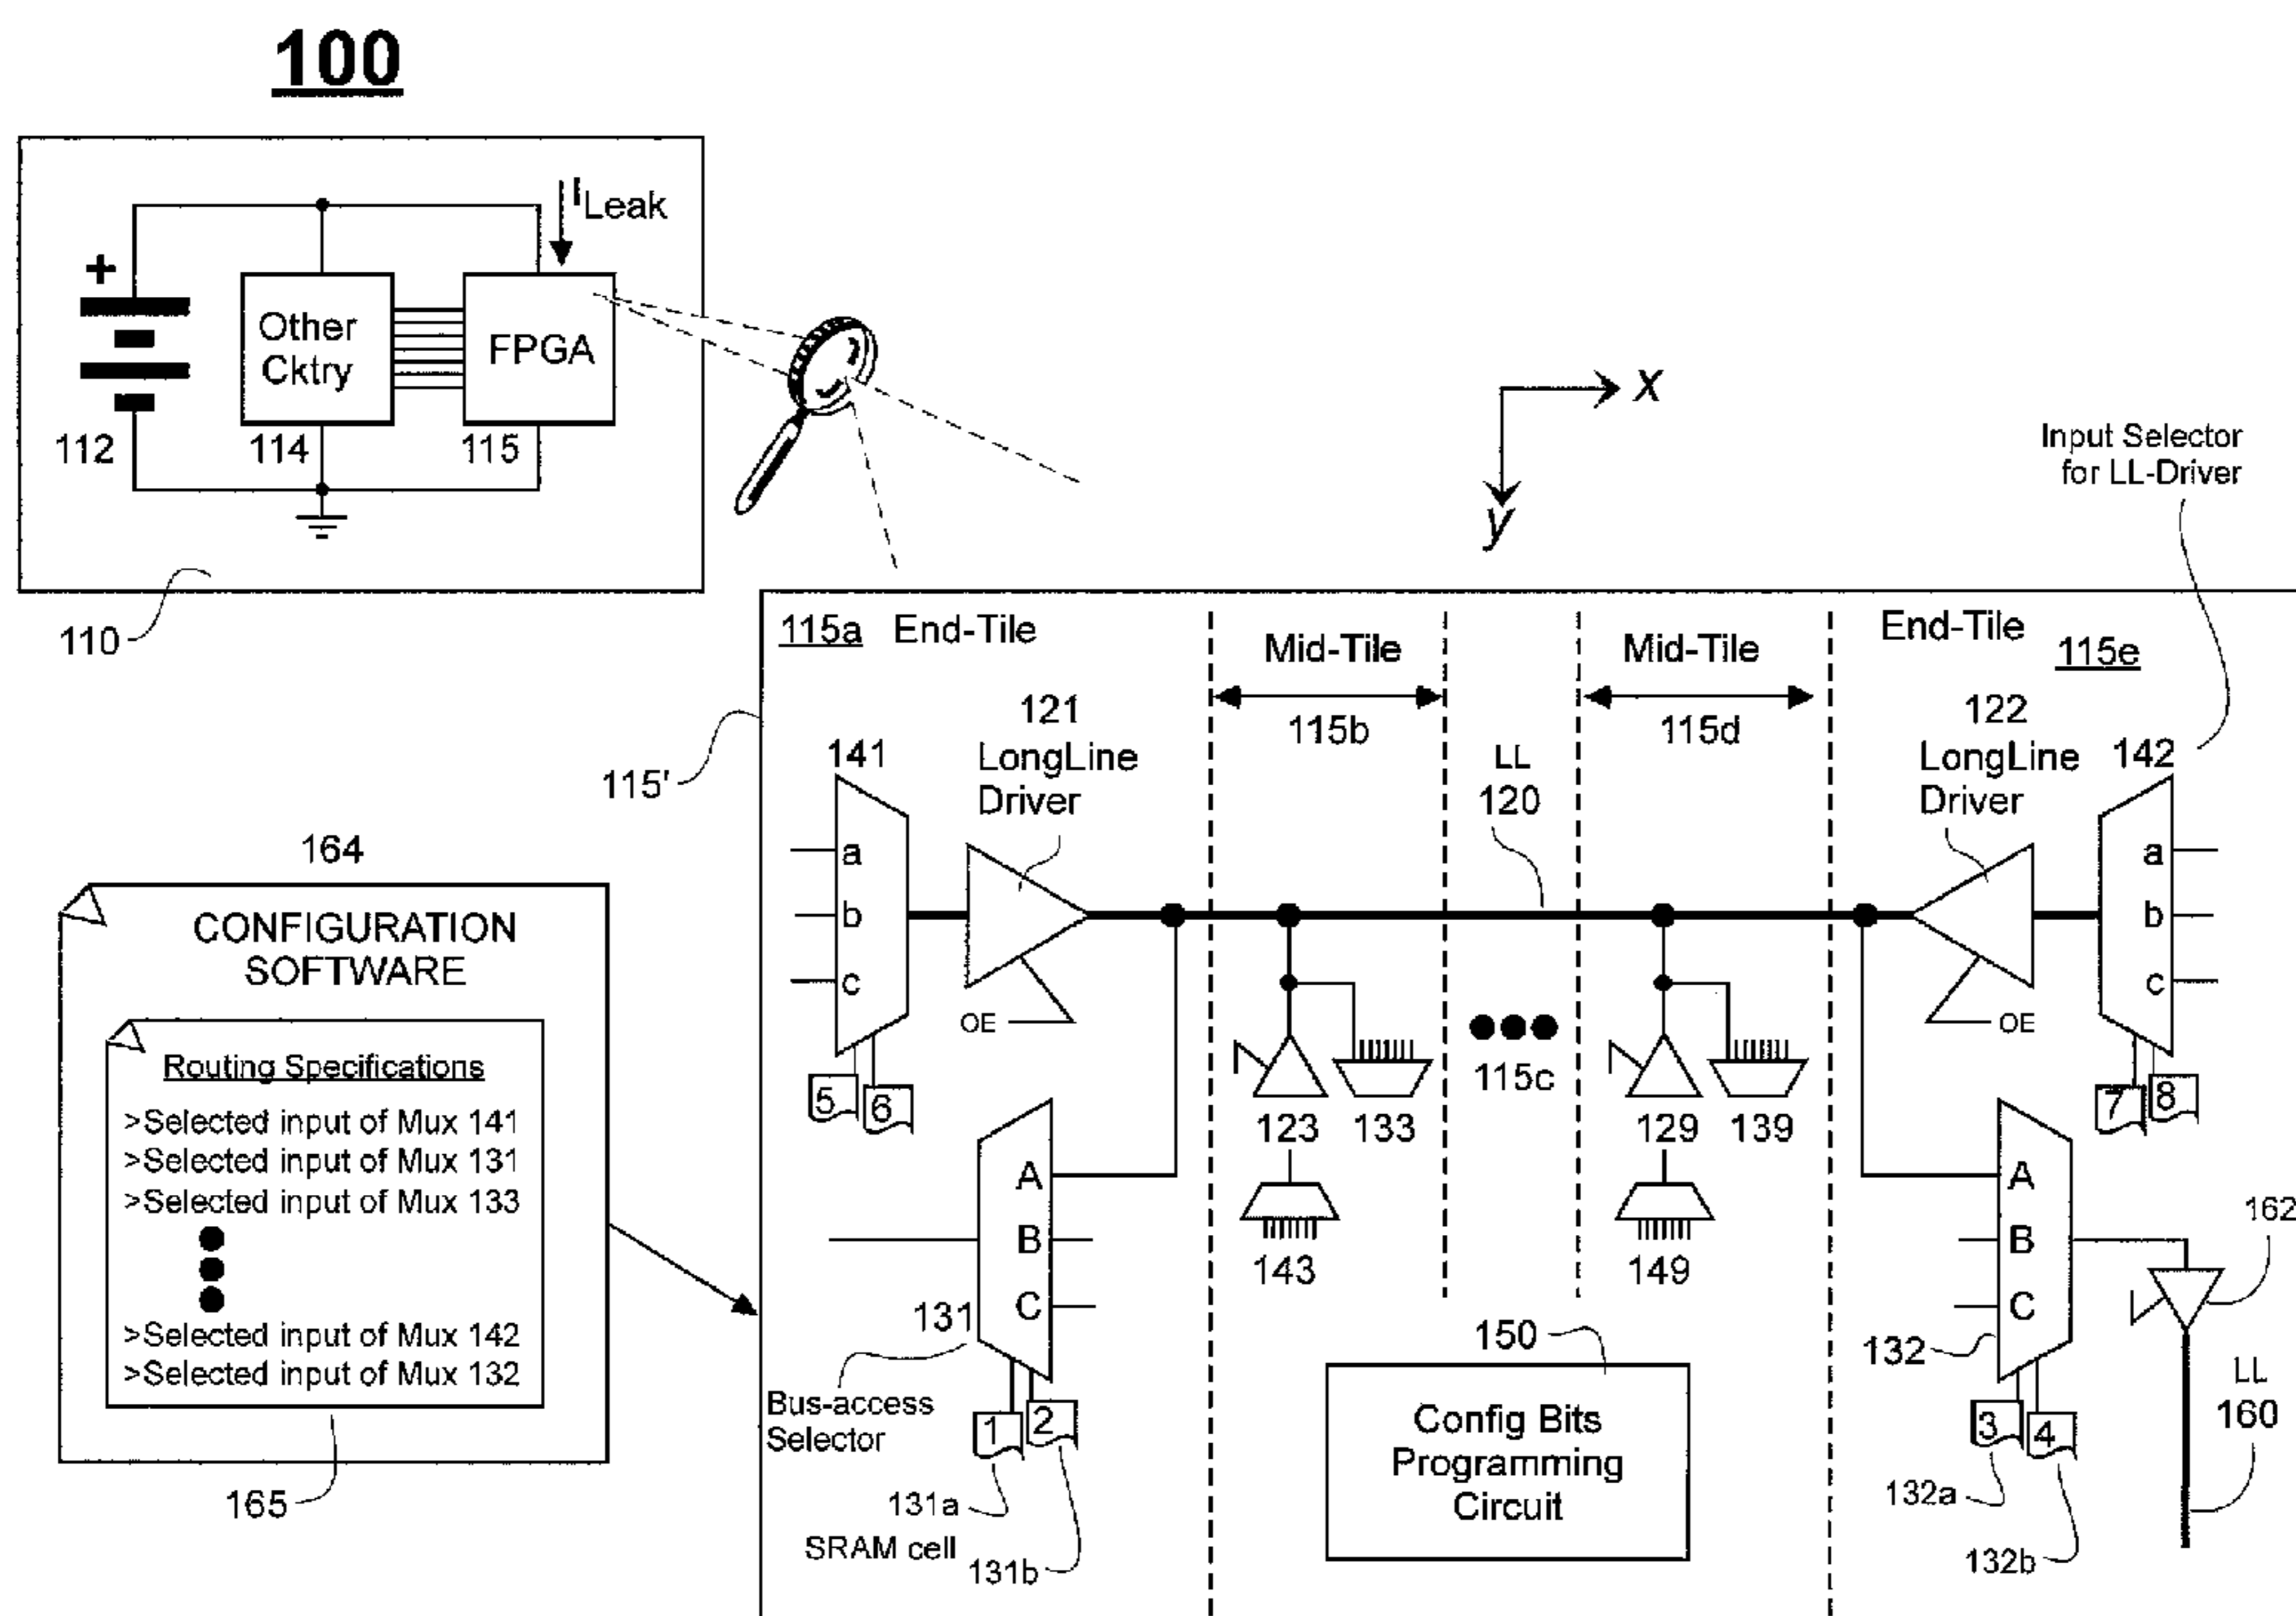 100
I Leak
+
Other
Cktry
FPGA
112
114
115
110
x
y
Input Selector
for LL-Driver
115a End-Tile
Mid-Tile
115b
Mid-Tile
115d
End-Tile
115e
115'
141
a
b
c
5
6
121
LongLine
Driver
OE
LL
120
122
LongLine
Driver
OE
142
a
b
c
7
8
123
133
143
115c
129
139
149
131
A
B
C
Bus-access
Selector
1
2
131a
SRAM cell
131b
150
Config Bits
Programming
Circuit
132
A
B
C
3
4
132a
132b
162
LL
160
164
CONFIGURATION
SOFTWARE
Routing Specifications
>Selected input of Mux 141
>Selected input of Mux 131
>Selected input of Mux 133
>Selected input of Mux 142
>Selected input of Mux 132
165